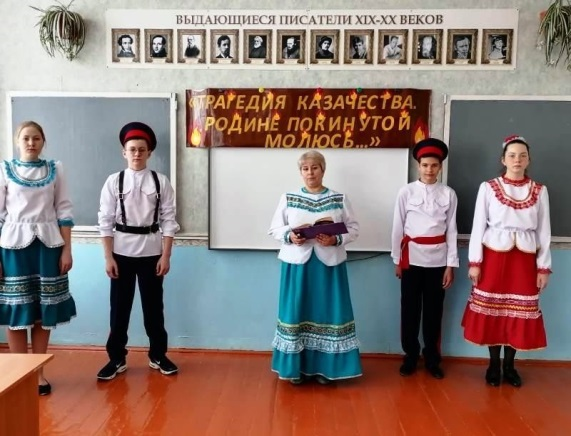 ВЫДАЮЩИЕСЯ ПИСАТЕЛИ XIX-XX ВЕКОВ
«ТРАГЕДИЯ КАЗАЧЕСТВА.
РОДИНЕ ПОКИНУТОЙ
МОЛЮСЬ...»